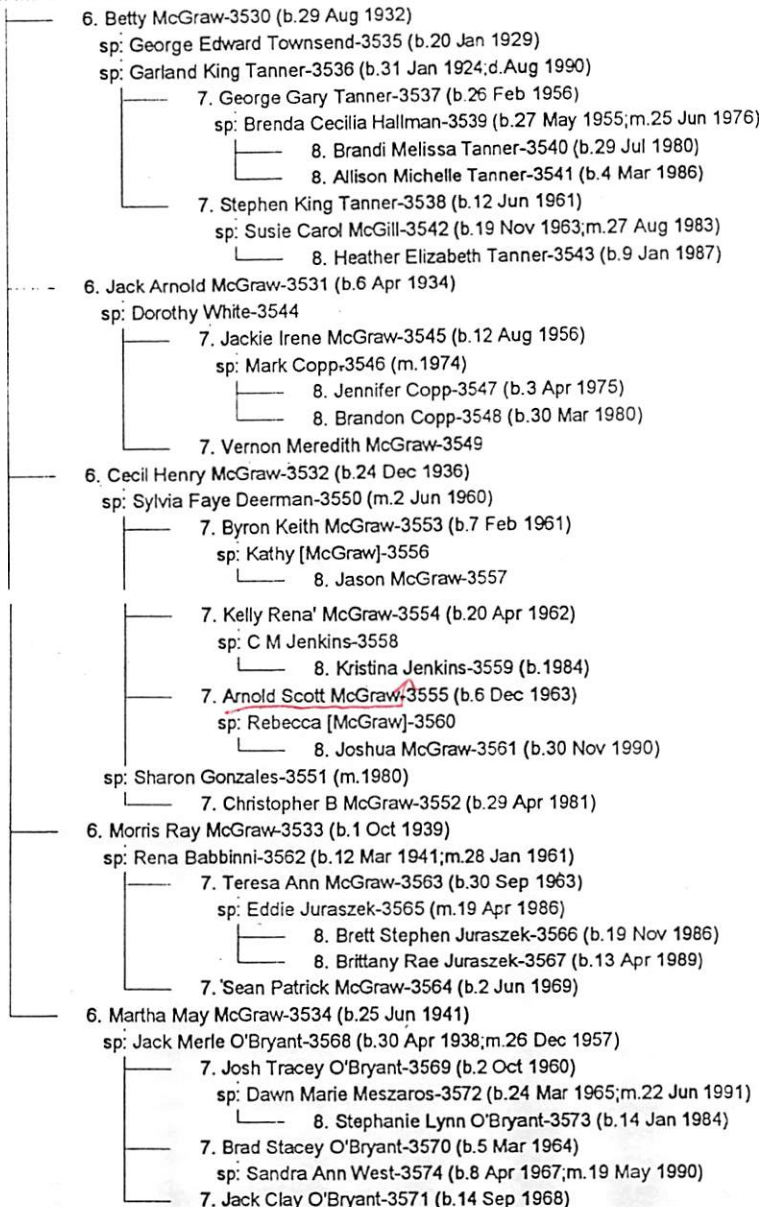 6. Betty McGraw-3530 (b.29 Aug 1932)
sp: George Edward Townsend-3535 (b.20 Jan 1929)
sp: Garland King Tanner-3536 (b.31 Jan 1924;d.Aug 1990)
7. George Gary Tanner-3537 (b.26 Feb 1956)
sp: Brenda Cecilia Hallman-3539 (b.27 May 1955;m.25 Jun 1976)
8. Brandi Melissa Tanner-3540 (b.29 Jul 1980)
8. Allison Michelle Tanner-3541 (b.4 Mar 1986)
7. Stephen King Tanner-3538 (b.12 Jun 1961)
sp: Susie Carol McGill-3542 (b.19 Nov 1963;m.27 Aug 1983)
8. Heather Elizabeth Tanner-3543 (b.9 Jan 1987)
6. Jack Arnold McGraw-3531 (b.6 Apr 1934)
sp: Dorothy White-3544
7. Jackie Irene McGraw-3545 (b.12 Aug 1956)
sp: Mark Copp-3546 (m.1974)
8. Jennifer Copp-3547 (b.3 Apr 1975)
8. Brandon Copp-3548 (b.30 Mar 1980)
7. Vernon Meredith McGraw-3549
6. Cecil Henry McGraw-3532 (b.24 Dec 1936)
sp: Sylvia Faye Deerman-3550 (m.2 Jun 1960)
7. Byron Keith McGraw-3553 (b.7 Feb 1961)
sp: Kathy [McGraw]-3556
8. Jason McGraw-3557
7. Kelly Rena' McGraw-3554 (b.20 Apr 1962)
sp: C M Jenkins-3558
8. Kristina Jenkins-3559 (b.1984)
7. Arnold Scott McGraw-3555 (b.6 Dec 1963)
sp: Rebecca [McGraw]-3560
8. Joshua McGraw-3561 (b.30 Nov 1990)
sp: Sharon Gonzales-3551 (m.1980)
7. Christopher B McGraw-3552 (b.29 Apr 1981)
6. Morris Ray McGraw-3533 (b.1 Oct 1939)
sp: Rena Babbinni-3562 (b.12 Mar 1941;m.28 Jan 1961)
7. Teresa Ann McGraw-3563 (b.30 Sep 1963)
sp: Eddie Juraszek-3565 (m.19 Apr 1986)
8. Brett Stephen Juraszek-3566 (b.19 Nov 1986)
8. Brittany Rae Juraszek-3567 (b.13 Apr 1989)
7. Sean Patrick McGraw-3564 (b.2 Jun 1969)
6. Martha May McGraw-3534 (b.25 Jun 1941)
sp: Jack Merle O'Bryant-3568 (b.30 Apr 1938;m.26 Dec 1957)
7. Josh Tracey O'Bryant-3569 (b.2 Oct 1960)
sp: Dawn Marie Meszaros-3572 (b.24 Mar 1965;m.22 Jun 1991)
8. Stephanie Lynn O'Bryant-3573 (b.14 Jan 1984)
7. Brad Stacey O'Bryant-3570 (b.5 Mar 1964)
sp: Sandra Ann West-3574 (b.8 Apr 1967;m.19 May 1990)
7. Jack Clay O'Bryant-3571 (b.14 Sep 1968)